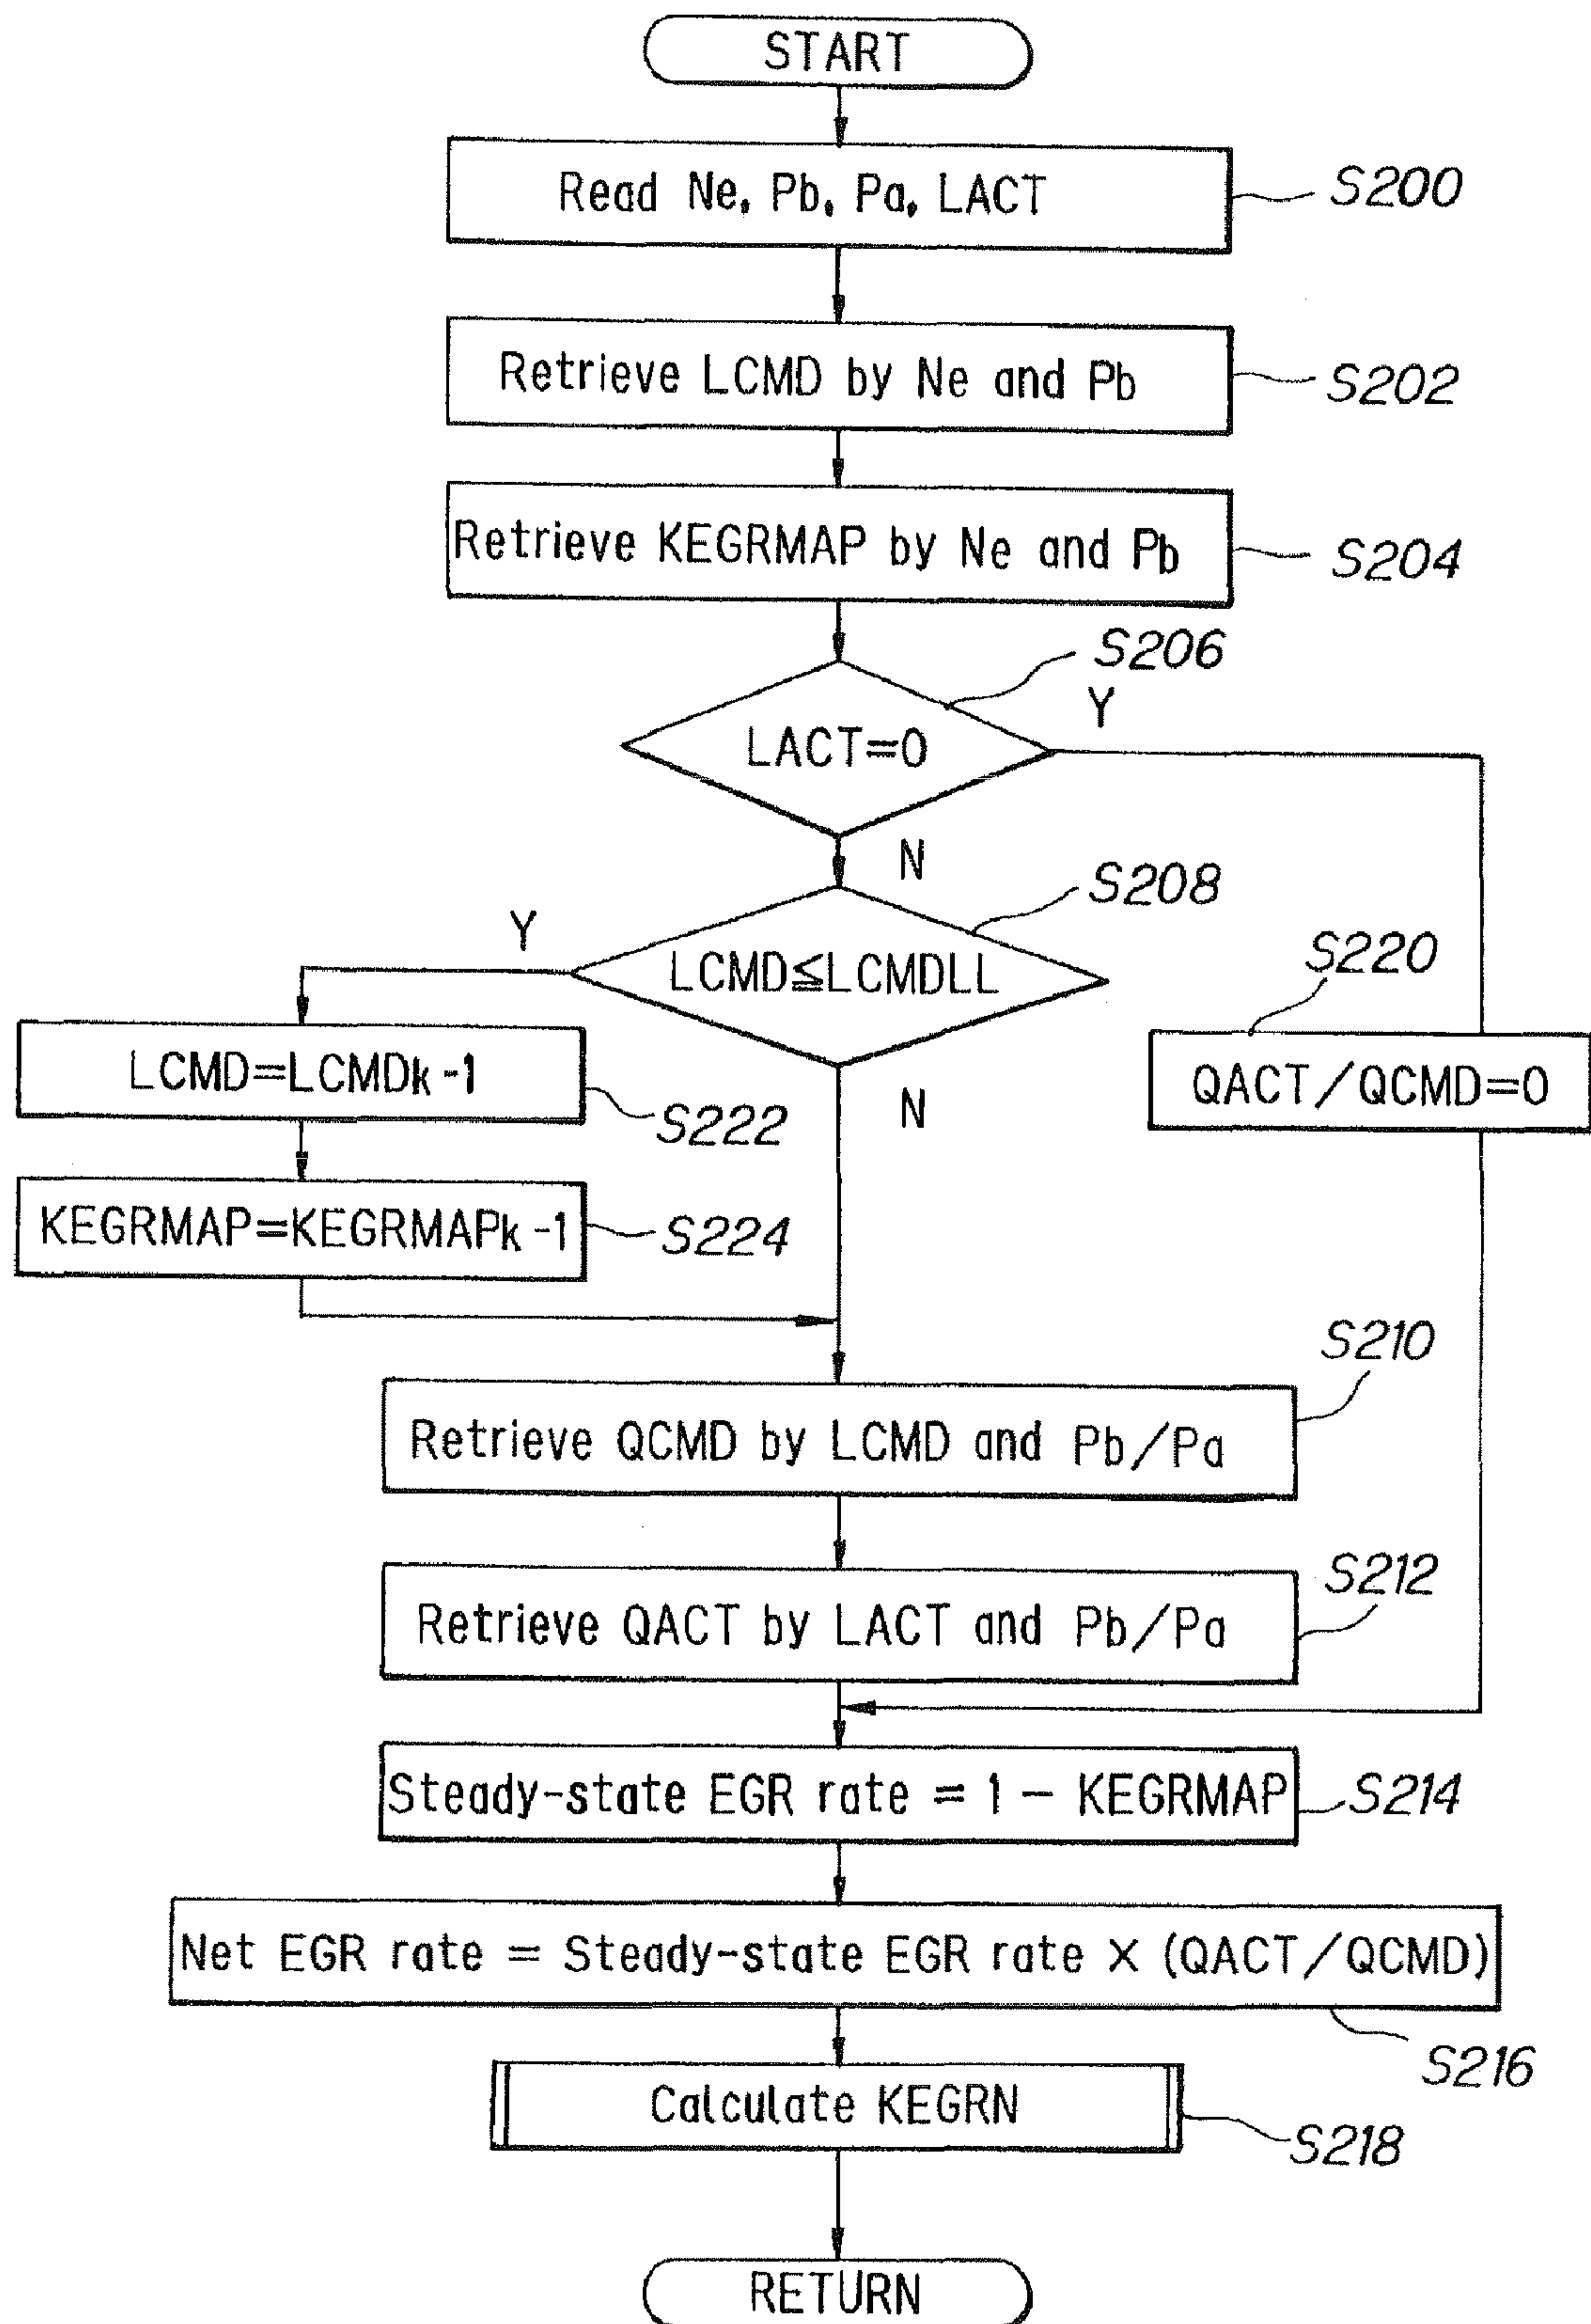 START
Read Ne, Pb, Pa, LACT
S200
Retrieve LCMD by Ne and Pb
S202
Retrieve KEGRMAP by Ne and Pb
S204
S206
LACT=0
Y
N
S208
LCMD≦LCMDLL
Y
N
S220
QACT/QCMD=0
LCMD=LCMDk-1
S222
KEGRMAP=KEGRMAPk-1
S224
S210
Retrieve QCMD by LCMD and Pb/Pa
S212
Retrieve QACT by LACT and Pb/Pa
Steady-state EGR rate = 1 - KEGRMAP
S214
Net EGR rate = Steady-state EGR rate × (QACT/QCMD)
S216
Calculate KEGRN
S218
RETURN